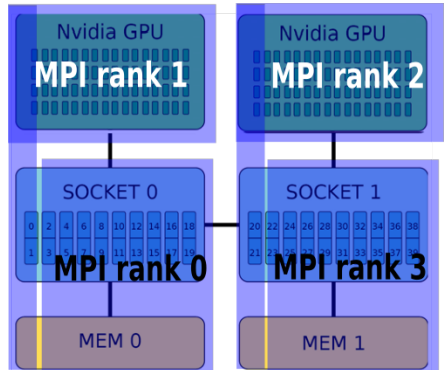 Nvidia GPU
MPI rank 1
Nvidia GPU
MPI rank 2
SOCKET 0
0 2 4 6 8 10 12 14 16 18
1 3 5 7 9 11 13 15 17 19
MPI rank 0
SOCKET 1
20 22 24 26 28 30 32 34 36 38
21 23 25 27 29 31 33 35 37 39
MPI rank 3
MEM 0
MEM 1